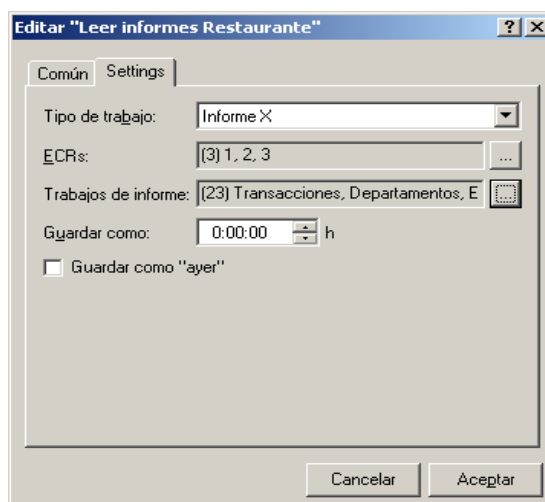 Editar "Leer informes Restaurante"
Común Settings
Tipo de trabajo: Informe X
ECRs: (3) 1, 2, 3 ...
Trabajos de informe: (23) Transacciones, Departamentos, E ...
Guardar como: 0:00:00 h
Guardar como "ayer"
Cancelar Aceptar